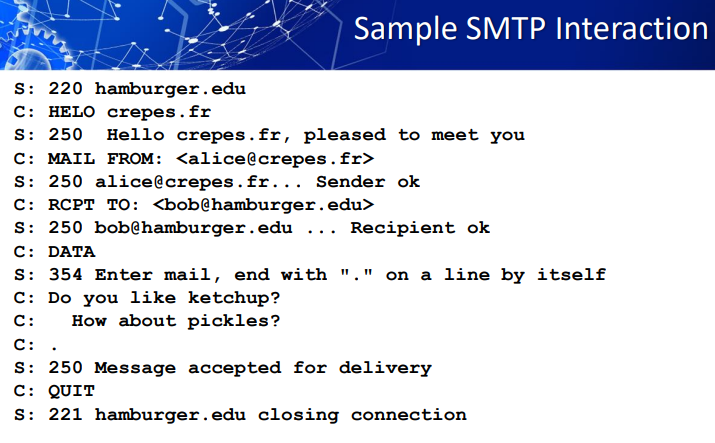 Sample SMTP Interaction
S: 220 hamburger.edu
C: HELO crepes.fr
S: 250  Hello crepes.fr, pleased to meet you
C: MAIL FROM: <alice@crepes.fr>
S: 250 alice@crepes.fr... Sender ok
C: RCPT TO: <bob@hamburger.edu>
S: 250 bob@hamburger.edu ... Recipient ok
C: DATA
S: 354 Enter mail, end with "." on a line by itself
C: Do you like ketchup?
C:   How about pickles?
C: .
S: 250 Message accepted for delivery
C: QUIT
S: 221 hamburger.edu closing connection